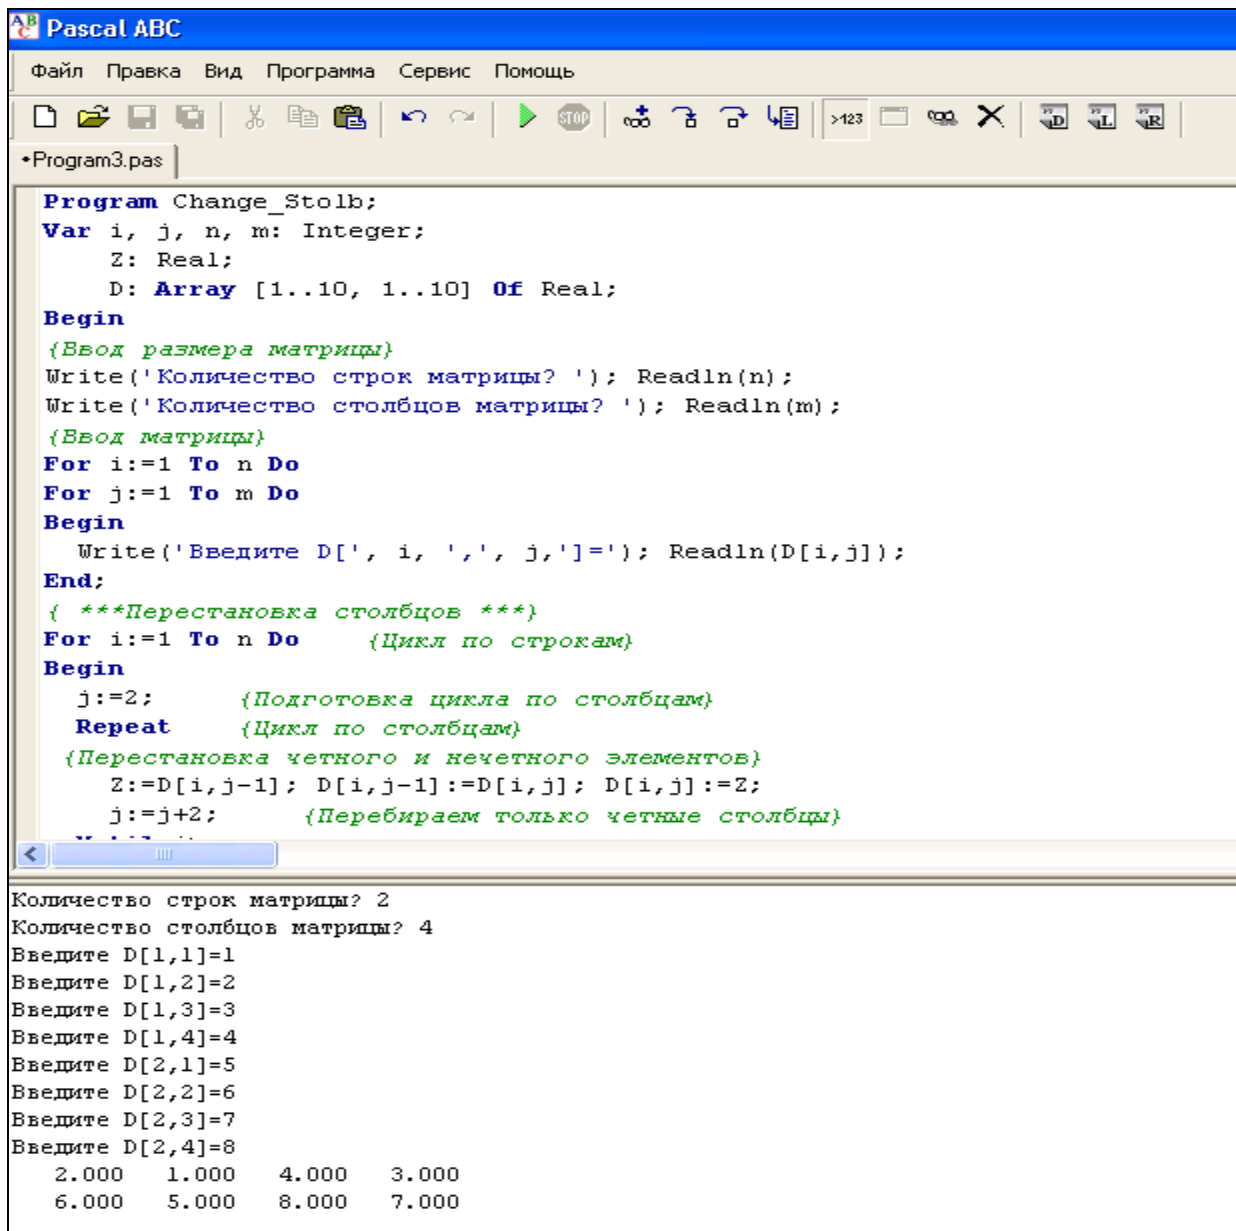 Pascal ABC
Файл Правка Вид Программа Сервис Помощь
STOP >123 D L R
•Program3.pas
Program Change_Stolb;
Var i, j, n, m: Integer;
Z: Real;
D: Array [1..10, 1..10] Of Real;
Begin
{Ввод размера матрицы}
Write('Количество строк матрицы? '); Readln(n);
Write('Количество столбцов матрицы? '); Readln(m);
{Ввод матрицы}
For i:=1 To n Do
For j:=1 To m Do
Begin
Write('Введите D[', i, ',', j,']='); Readln(D[i,j]);
End;
{ ***Перестановка столбцов ***}
For i:=1 To n Do {Цикл по строкам}
Begin
j:=2; {Подготовка цикла по столбцам}
Repeat {Цикл по столбцам}
{Перестановка четного и нечетного элементов}
Z:=D[i,j-1]; D[i,j-1]:=D[i,j]; D[i,j]:=Z;
j:=j+2; {Перебираем только четные столбцы}
Количество строк матрицы? 2
Количество столбцов матрицы? 4
Введите D[1,1]=1
Введите D[1,2]=2
Введите D[1,3]=3
Введите D[1,4]=4
Введите D[2,1]=5
Введите D[2,2]=6
Введите D[2,3]=7
Введите D[2,4]=8
2.000 1.000 4.000 3.000
6.000 5.000 8.000 7.000